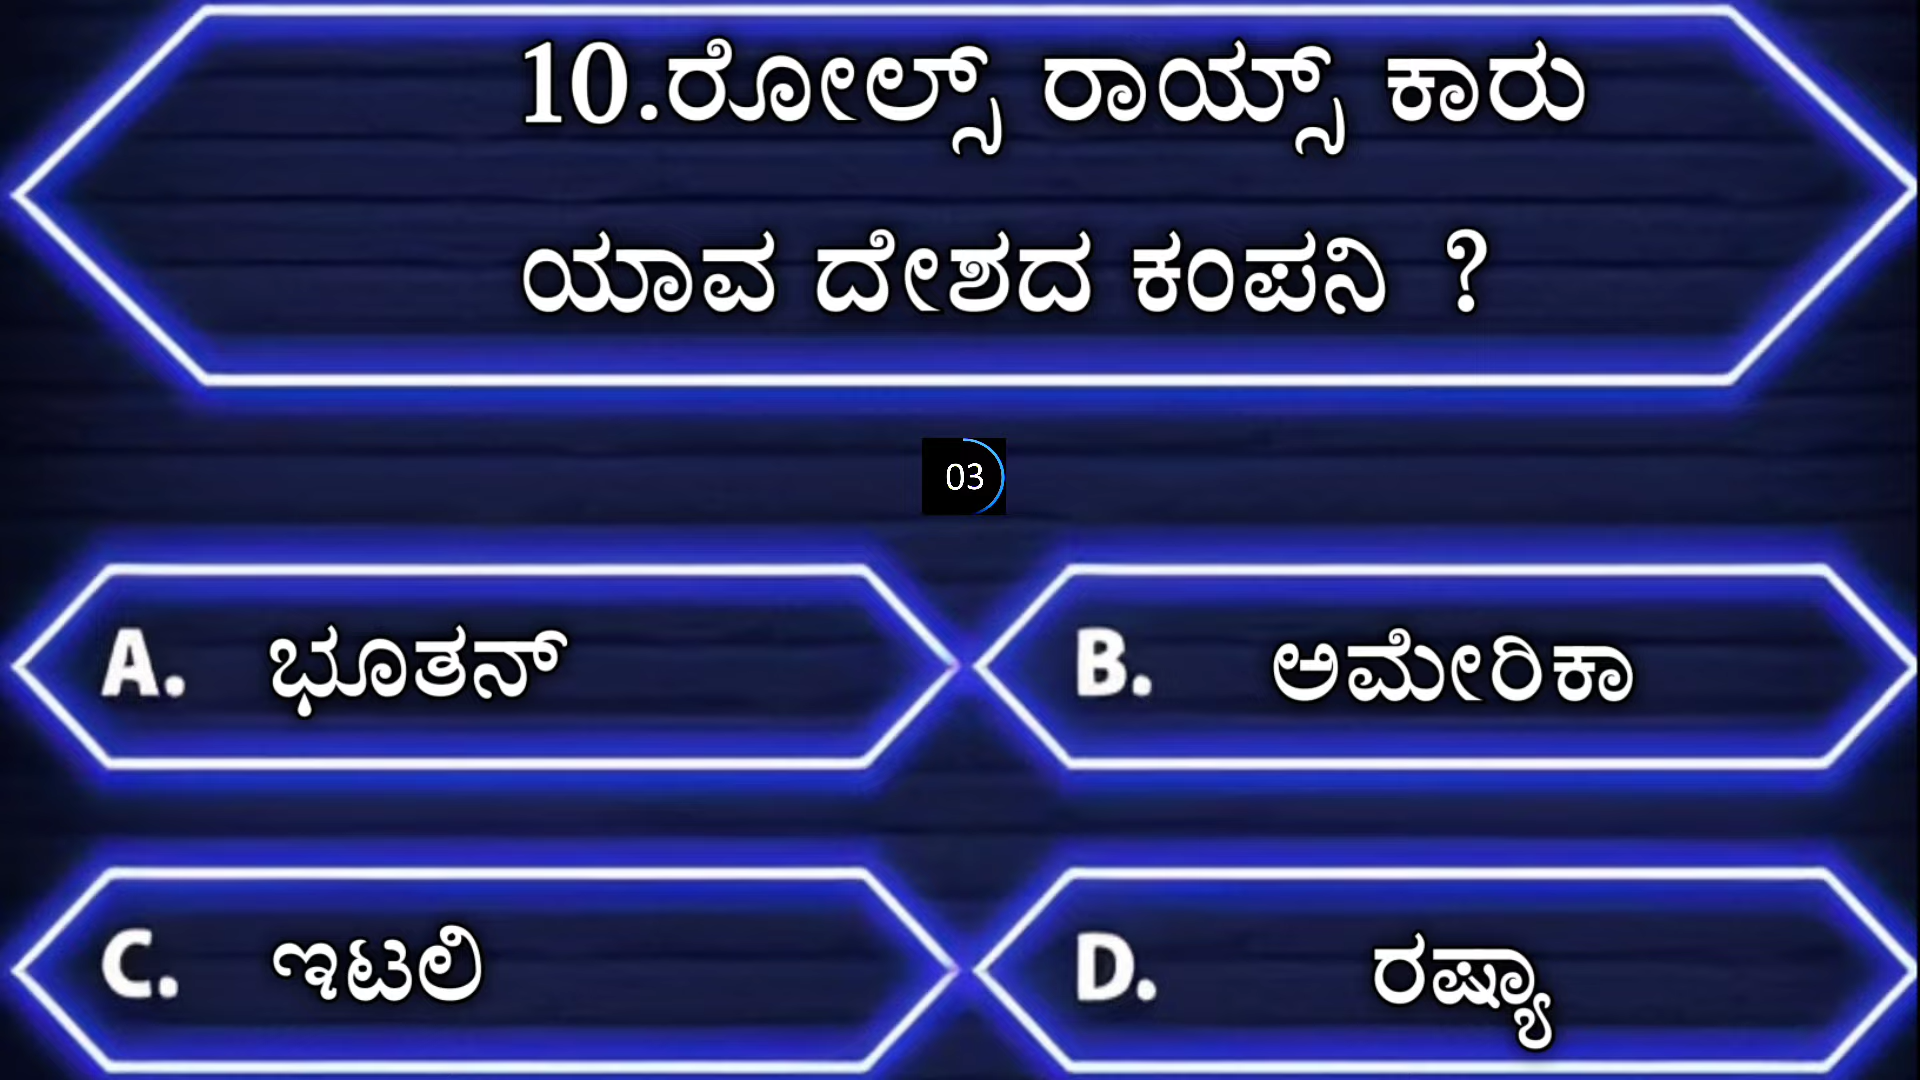 10.ರೋಲ್ಸ್ ರಾಯ್ಸ್ ಕಾರು
ಯಾವ ದೇಶದ ಕಂಪನಿ ?
03
A. ಭೂತನ್
B. ಅಮೇರಿಕಾ
C. ಇಟಲಿ
D. ರಷ್ಯಾ